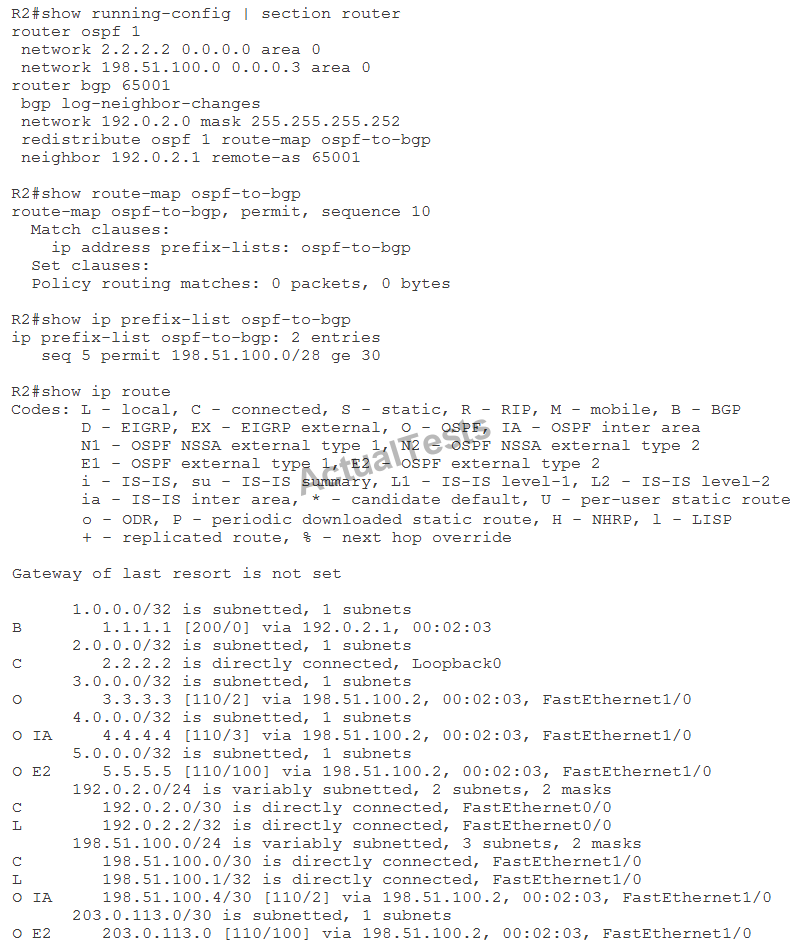 R2#show running-config | section router
router ospf 1
 network 2.2.2.2 0.0.0.0 area 0
 network 198.51.100.0 0.0.0.3 area 0
router bgp 65001
 bgp log-neighbor-changes
 network 192.0.2.0 mask 255.255.255.252
 redistribute ospf 1 route-map ospf-to-bgp
 neighbor 192.0.2.1 remote-as 65001
R2#show route-map ospf-to-bgp
route-map ospf-to-bgp, permit, sequence 10
  Match clauses:
    ip address prefix-lists: ospf-to-bgp
  Set clauses:
  Policy routing matches: 0 packets, 0 bytes
R2#show ip prefix-list ospf-to-bgp
ip prefix-list ospf-to-bgp: 2 entries
   seq 5 permit 198.51.100.0/28 ge 30
R2#show ip route
Codes: L - local, C - connected, S - static, R - RIP, M - mobile, B - BGP
       D - EIGRP, EX - EIGRP external, O - OSPF, IA - OSPF inter area
       N1 - OSPF NSSA external type 1, N2 - OSPF NSSA external type 2
       E1 - OSPF external type 1, E2 - OSPF external type 2
       i - IS-IS, su - IS-IS summary, L1 - IS-IS level-1, L2 - IS-IS level-2
       ia - IS-IS inter area, * - candidate default, U - per-user static route
       o - ODR, P - periodic downloaded static route, H - NHRP, l - LISP
       + - replicated route, % - next hop override
ActualTests
Gateway of last resort is not set
      1.0.0.0/32 is subnetted, 1 subnets
B        1.1.1.1 [200/0] via 192.0.2.1, 00:02:03
      2.0.0.0/32 is subnetted, 1 subnets
C        2.2.2.2 is directly connected, Loopback0
      3.0.0.0/32 is subnetted, 1 subnets
O        3.3.3.3 [110/2] via 198.51.100.2, 00:02:03, FastEthernet1/0
      4.0.0.0/32 is subnetted, 1 subnets
O IA     4.4.4.4 [110/3] via 198.51.100.2, 00:02:03, FastEthernet1/0
      5.0.0.0/32 is subnetted, 1 subnets
O E2     5.5.5.5 [110/100] via 198.51.100.2, 00:02:03, FastEthernet1/0
      192.0.2.0/24 is variably subnetted, 2 subnets, 2 masks
C        192.0.2.0/30 is directly connected, FastEthernet0/0
L        192.0.2.2/32 is directly connected, FastEthernet0/0
      198.51.100.0/24 is variably subnetted, 3 subnets, 2 masks
C        198.51.100.0/30 is directly connected, FastEthernet1/0
L        198.51.100.1/32 is directly connected, FastEthernet1/0
O IA     198.51.100.4/30 [110/2] via 198.51.100.2, 00:02:03, FastEthernet1/0
      203.0.113.0/30 is subnetted, 1 subnets
O E2     203.0.113.0 [110/100] via 198.51.100.2, 00:02:03, FastEthernet1/0